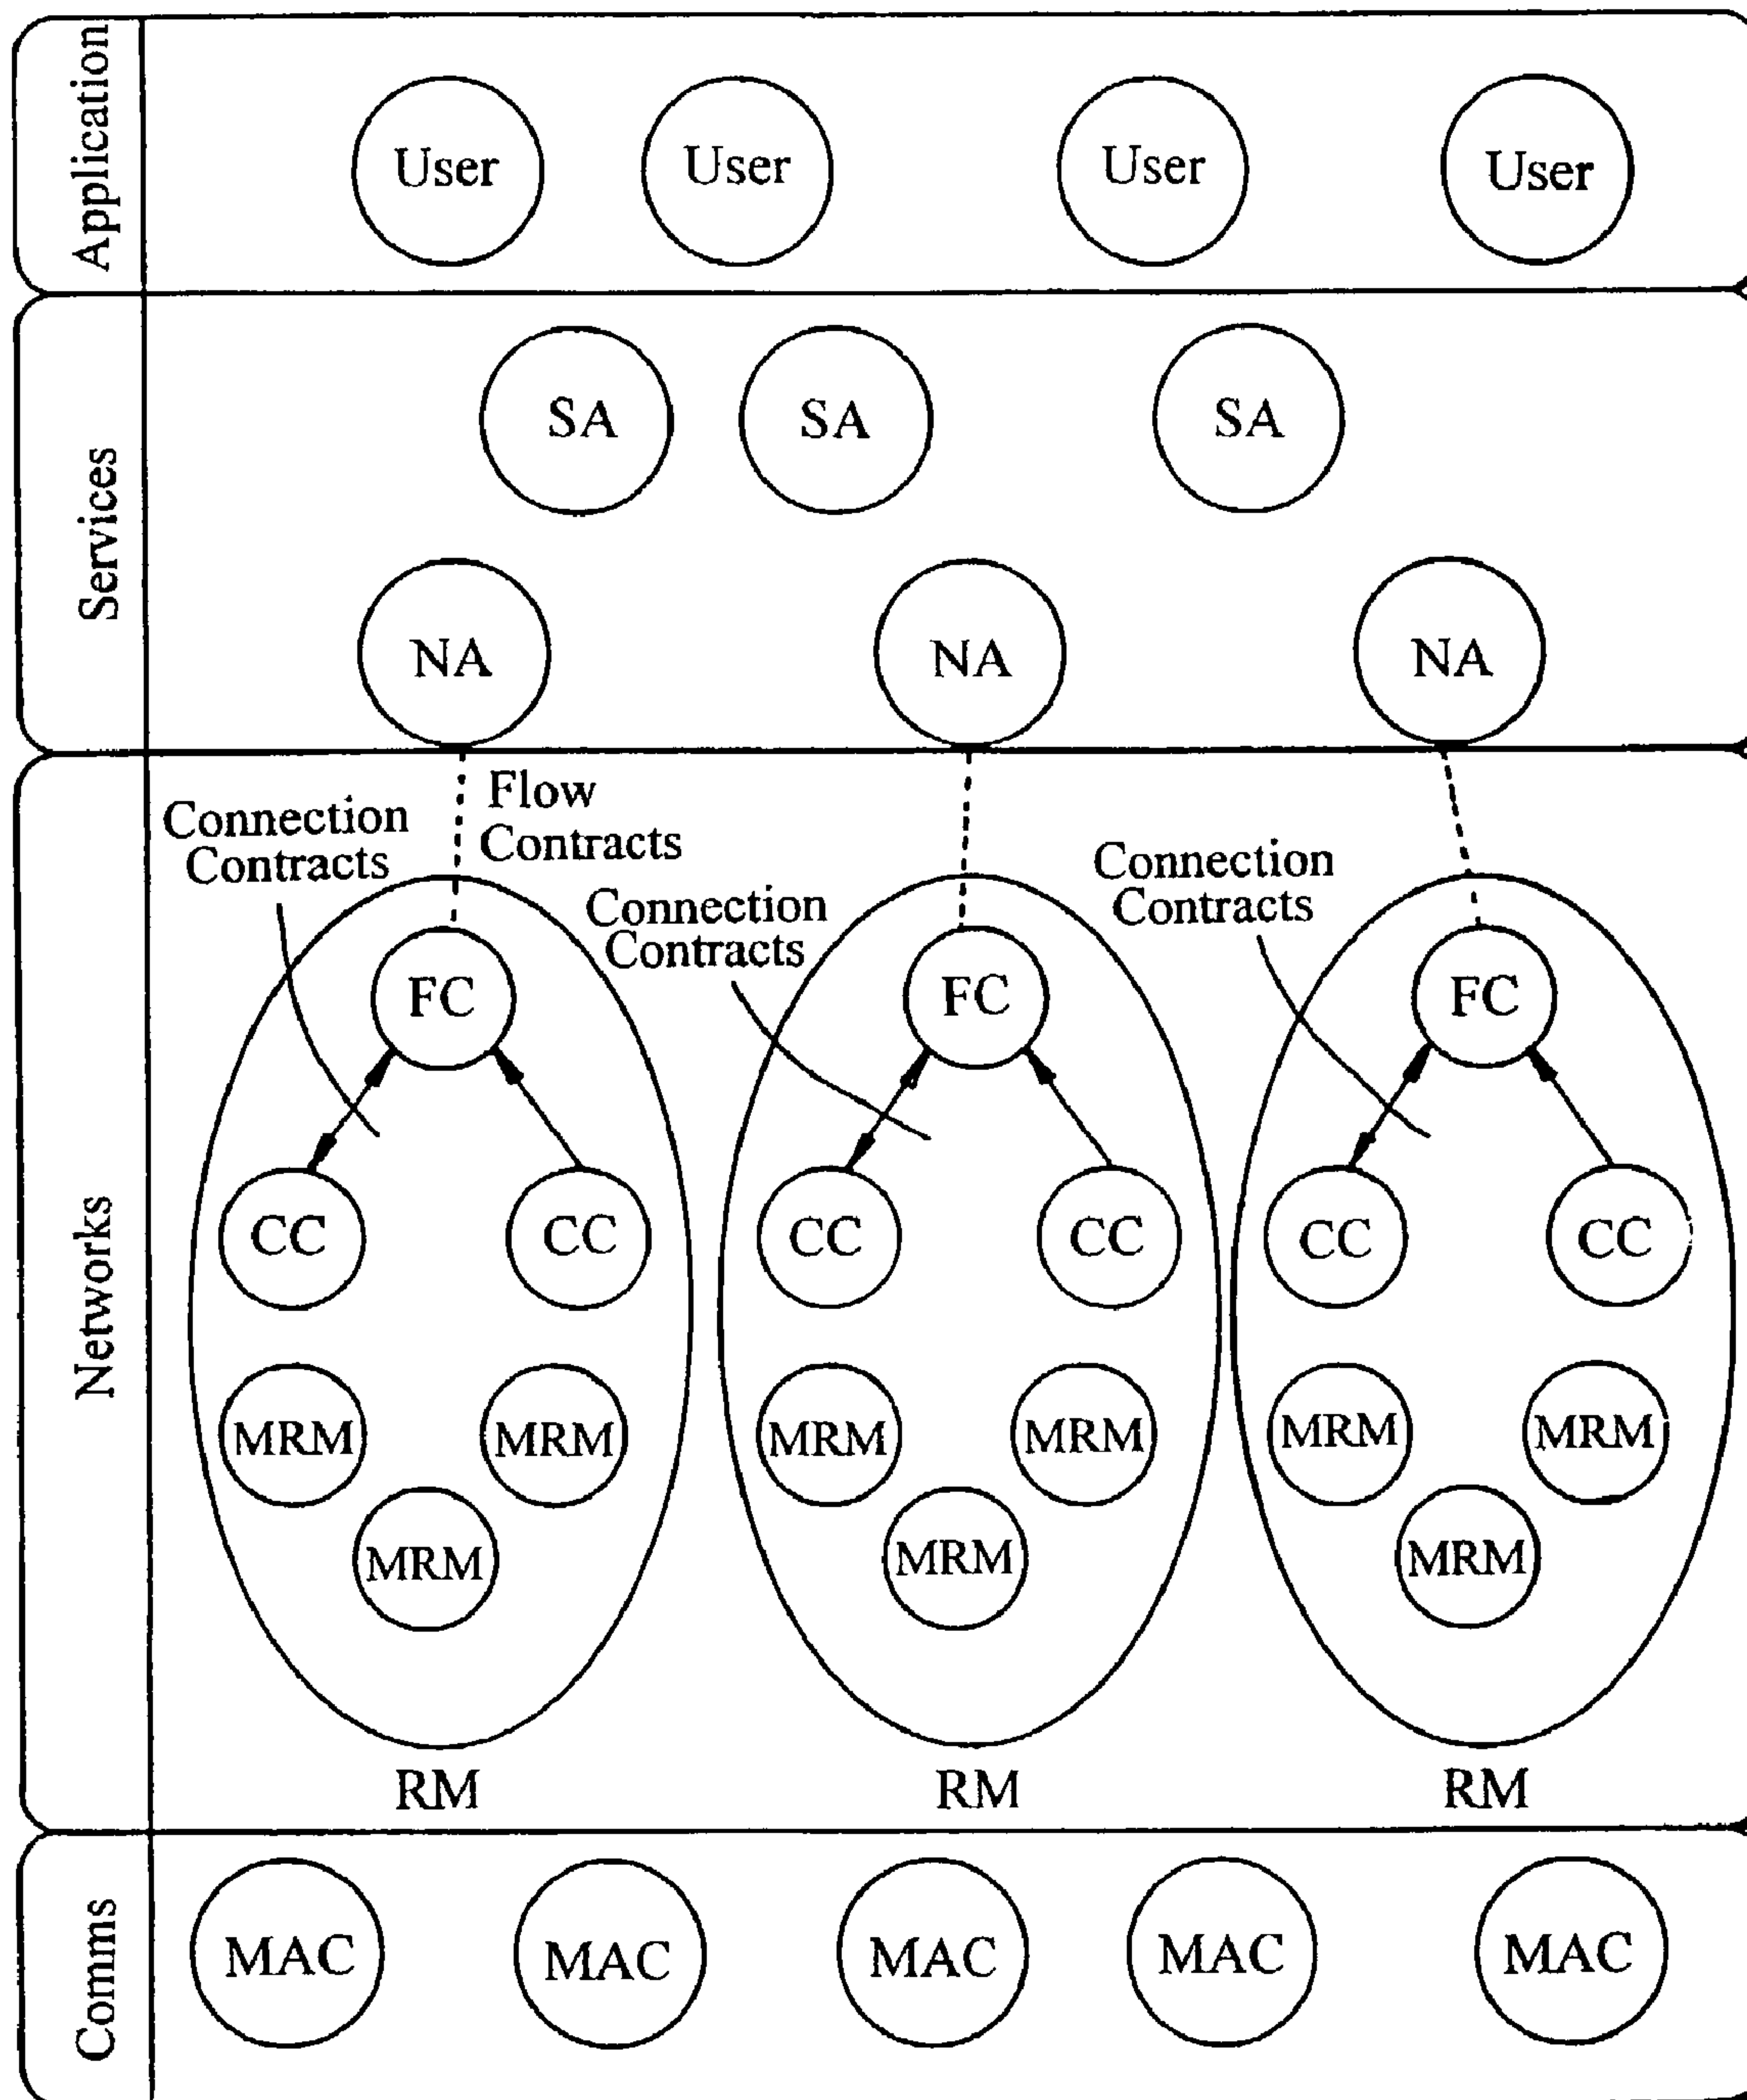 Application
User User User User
Services
SA SA SA
NA NA NA
Networks
Flow
Contracts
Connection
Contracts
Connection
Contracts
Connection
Contracts
FC FC FC
CC CC CC CC CC CC
MRM MRM MRM MRM MRM MRM
MRM MRM MRM
RM RM RM
Comms
MAC MAC MAC MAC MAC